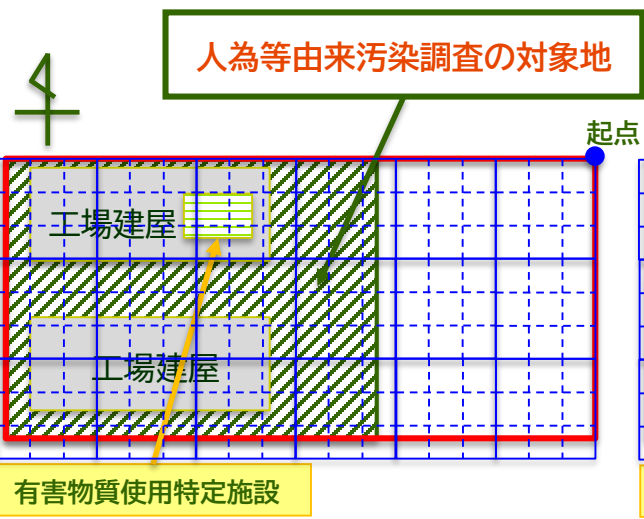 人為等由来汚染調査の対象地
起点
工場建屋
工場建屋
有害物質使用特定施設